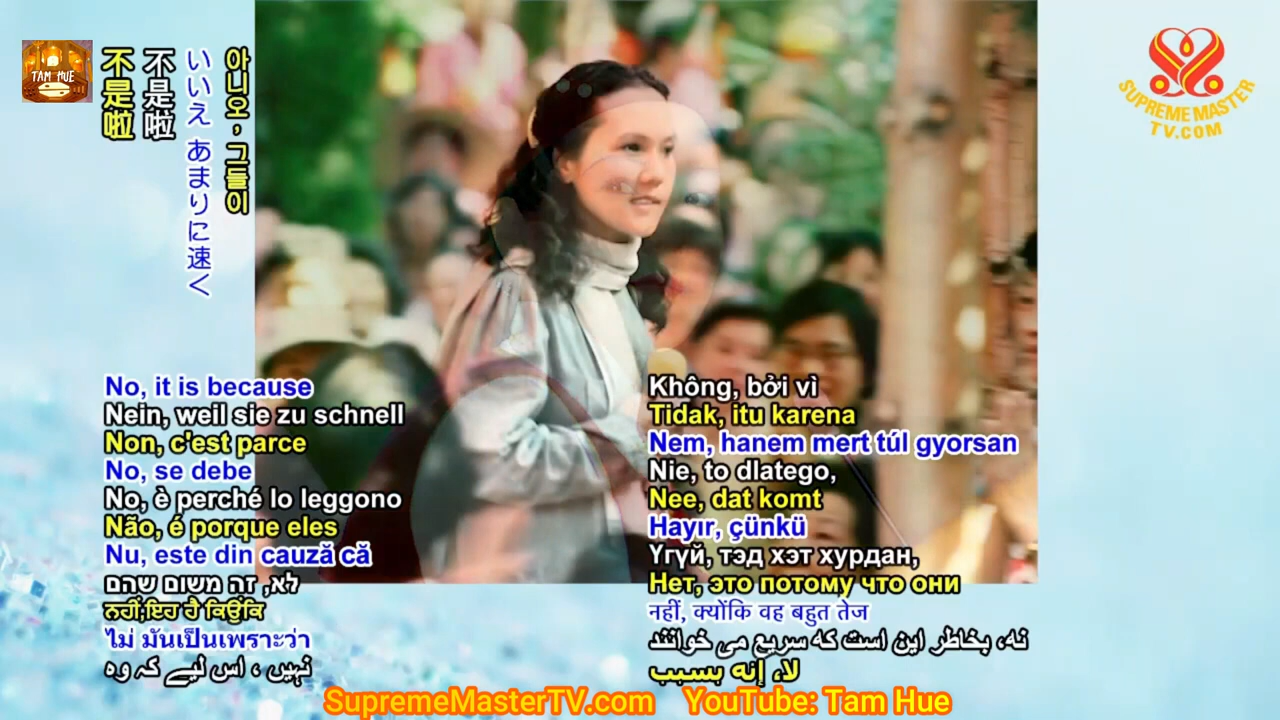 TAM HUE
不是啦
不是啦
いいえ あまりに速く
아니오, 그들이
SUPREME MASTER
TV.COM
No, it is because
Nein, weil sie zu schnell
Non, c'est parce
No, se debe
No, è perché lo leggono
Não, é porque eles
Nu, este din cauză că
לא, זה משום שהם
ਨਹੀਂ,ਇਹ ਹੈ ਕਿਉਂਕਿ
ไม่ มันเป็นเพราะว่า
نہیں ، اس لیے کہ وہ
Không, bởi vì
Tidak, itu karena
Nem, hanem mert túl gyorsan
Nie, to dlatego,
Nee, dat komt
Hayır, çünkü
Үгүй, тэд хэт хурдан,
Нет, это потому что они
नहीं, क्योंकि वह बहुत तेज
نه، بخاطر این است که سریع می خوانند
لا، إنه بسبب
SupremeMasterTV.com YouTube: Tam Hue